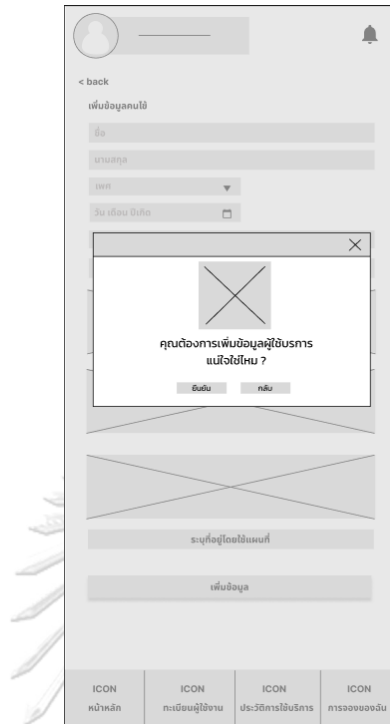 < back
เพิ่มข้อมูลคนไข้
ชื่อ
นามสกุล
เพศ
วัน เดือน ปีเกิด
คุณต้องการเพิ่มข้อมูลผู้ใช้บริการ
แน่ใจใช่ไหม ?
ยืนยัน กลับ
ระบุที่อยู่โดยใช้แผนที่
เพิ่มข้อมูล
ICON ICON ICON ICON
หน้าหลัก ทะเบียนผู้ใช้งาน ประวัติการใช้บริการ การจองของฉัน